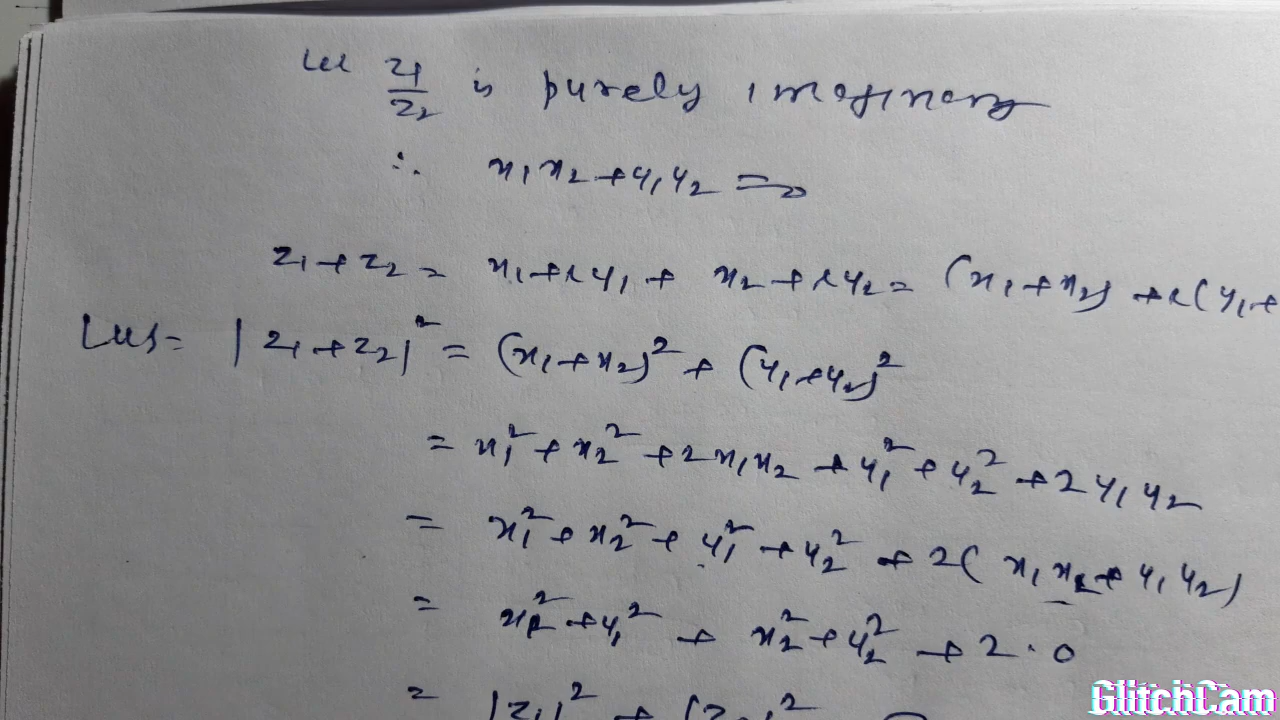 Let z₁/z₂ is purely imaginary
∴ x₁x₂ + y₁y₂ = 0
z₁ + z₂ = x₁ + iy₁ + x₂ + iy₂ = (x₁ + x₂) + i(y₁ +
LHS = |z₁ + z₂|² = (x₁ + x₂)² + (y₁ + y₂)²
= x₁² + x₂² + 2x₁x₂ + y₁² + y₂² + 2y₁y₂
= x₁² + x₂² + y₁² + y₂² + 2(x₁x₂ + y₁y₂)
= x₁² + y₁² + x₂² + y₂² + 2·0
= |z₁|² + |z₂|²
GlitchCam